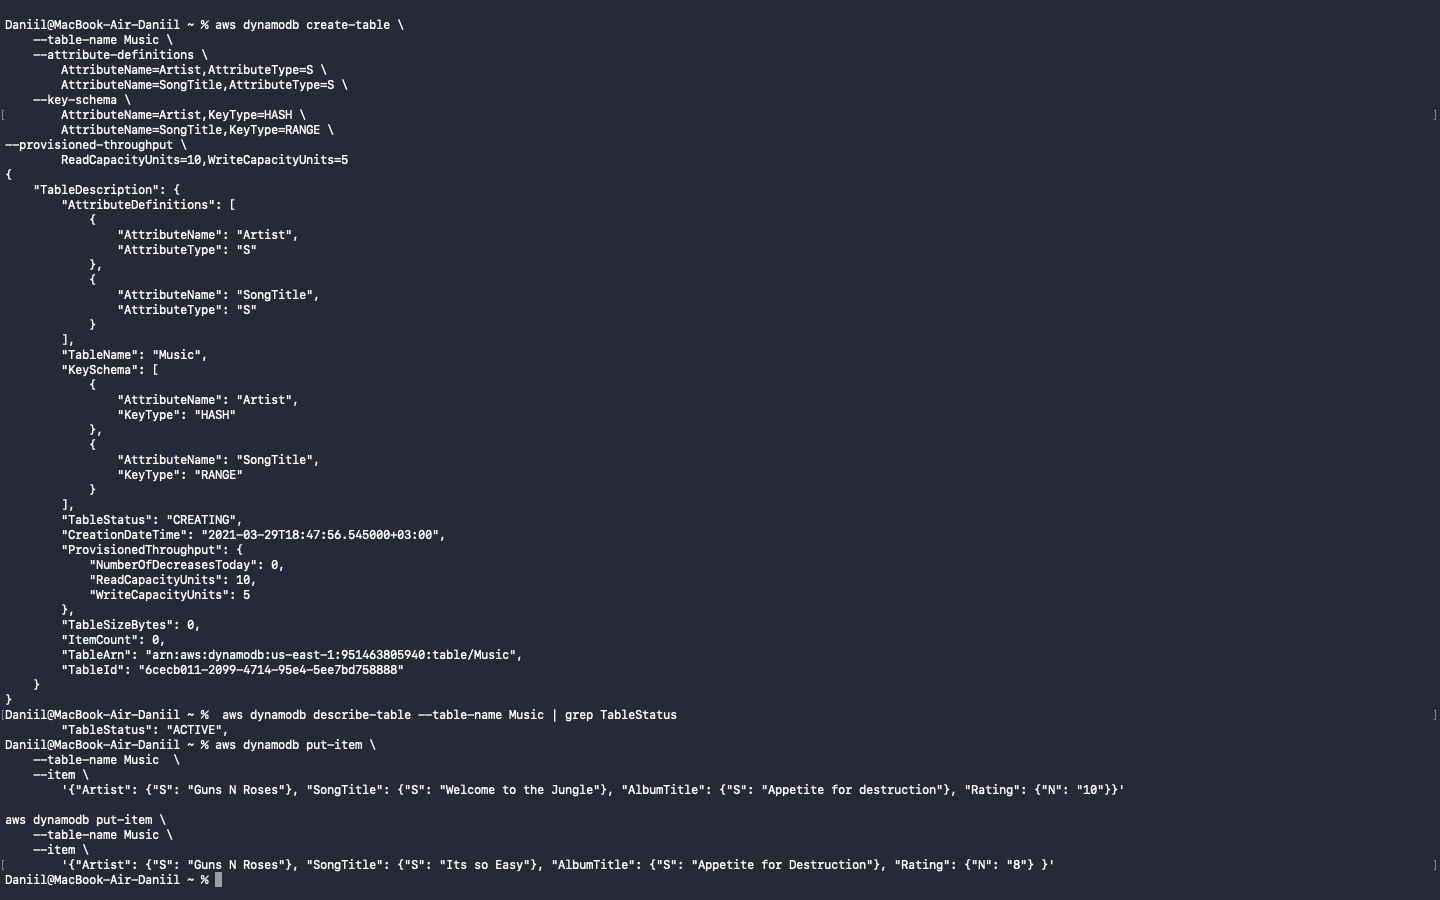 Daniil@MacBook-Air-Daniil ~ % aws dynamodb create-table \
    --table-name Music \
    --attribute-definitions \
        AttributeName=Artist,AttributeType=S \
        AttributeName=SongTitle,AttributeType=S \
    --key-schema \
[       AttributeName=Artist,KeyType=HASH \ ]
        AttributeName=SongTitle,KeyType=RANGE \
--provisioned-throughput \
        ReadCapacityUnits=10,WriteCapacityUnits=5
{
    "TableDescription": {
        "AttributeDefinitions": [
            {
                "AttributeName": "Artist",
                "AttributeType": "S"
            },
            {
                "AttributeName": "SongTitle",
                "AttributeType": "S"
            }
        ],
        "TableName": "Music",
        "KeySchema": [
            {
                "AttributeName": "Artist",
                "KeyType": "HASH"
            },
            {
                "AttributeName": "SongTitle",
                "KeyType": "RANGE"
            }
        ],
        "TableStatus": "CREATING",
        "CreationDateTime": "2021-03-29T18:47:56.545000+03:00",
        "ProvisionedThroughput": {
            "NumberOfDecreasesToday": 0,
            "ReadCapacityUnits": 10,
            "WriteCapacityUnits": 5
        },
        "TableSizeBytes": 0,
        "ItemCount": 0,
        "TableArn": "arn:aws:dynamodb:us-east-1:951463805940:table/Music",
        "TableId": "6cecb011-2099-4714-95e4-5ee7bd758888"
    }
}
[Daniil@MacBook-Air-Daniil ~ %  aws dynamodb describe-table --table-name Music | grep TableStatus ]
        "TableStatus": "ACTIVE",
Daniil@MacBook-Air-Daniil ~ % aws dynamodb put-item \
    --table-name Music  \
    --item \
        '{"Artist": {"S": "Guns N Roses"}, "SongTitle": {"S": "Welcome to the Jungle"}, "AlbumTitle": {"S": "Appetite for destruction"}, "Rating": {"N": "10"}}'

aws dynamodb put-item \
    --table-name Music \
    --item \
[       '{"Artist": {"S": "Guns N Roses"}, "SongTitle": {"S": "Its so Easy"}, "AlbumTitle": {"S": "Appetite for Destruction"}, "Rating": {"N": "8"} }' ]
Daniil@MacBook-Air-Daniil ~ %